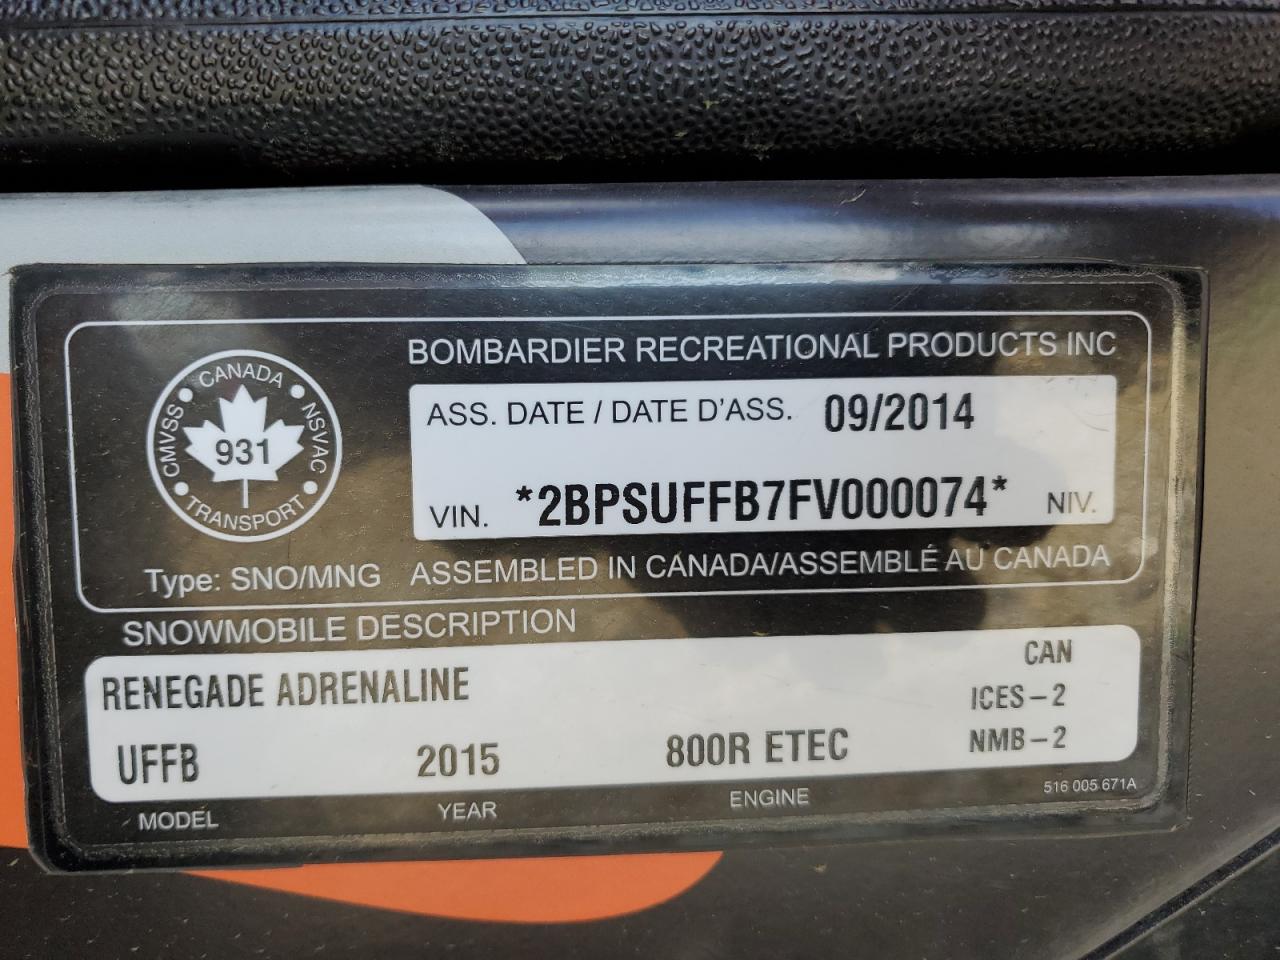 BOMBARDIER RECREATIONAL PRODUCTS INC
CANADA
CMVSS
931
NSVAC
TRANSPORT
ASS. DATE / DATE D'ASS. 09/2014
VIN. *2BPSUFFB7FV000074* NIV.
Type: SNO/MNG ASSEMBLED IN CANADA/ASSEMBLÉ AU CANADA
SNOWMOBILE DESCRIPTION
RENEGADE ADRENALINE
CAN
ICES-2
UFFB 2015 800R ETEC NMB-2
MODEL YEAR ENGINE 516 005 671A